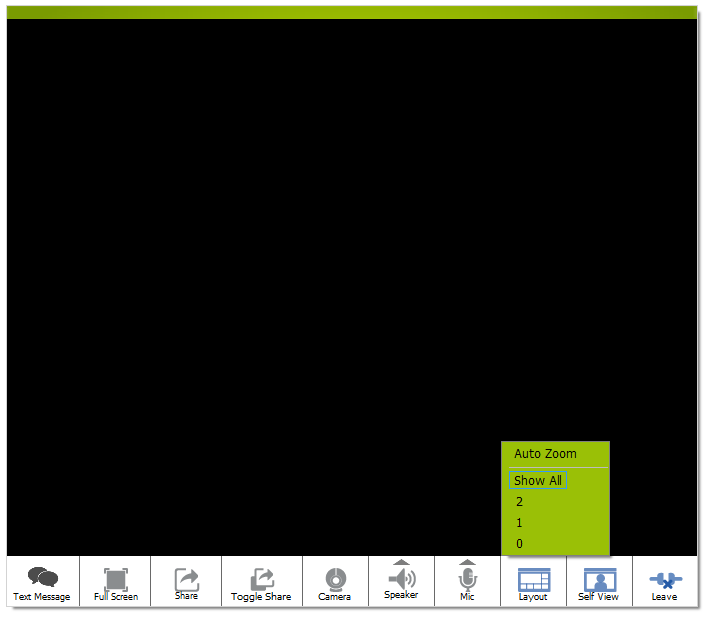 Auto Zoom
Show All
2
1
0
Text Message
Full Screen
Share
Toggle Share
Camera
Speaker
Mic
Layout
Self View
Leave